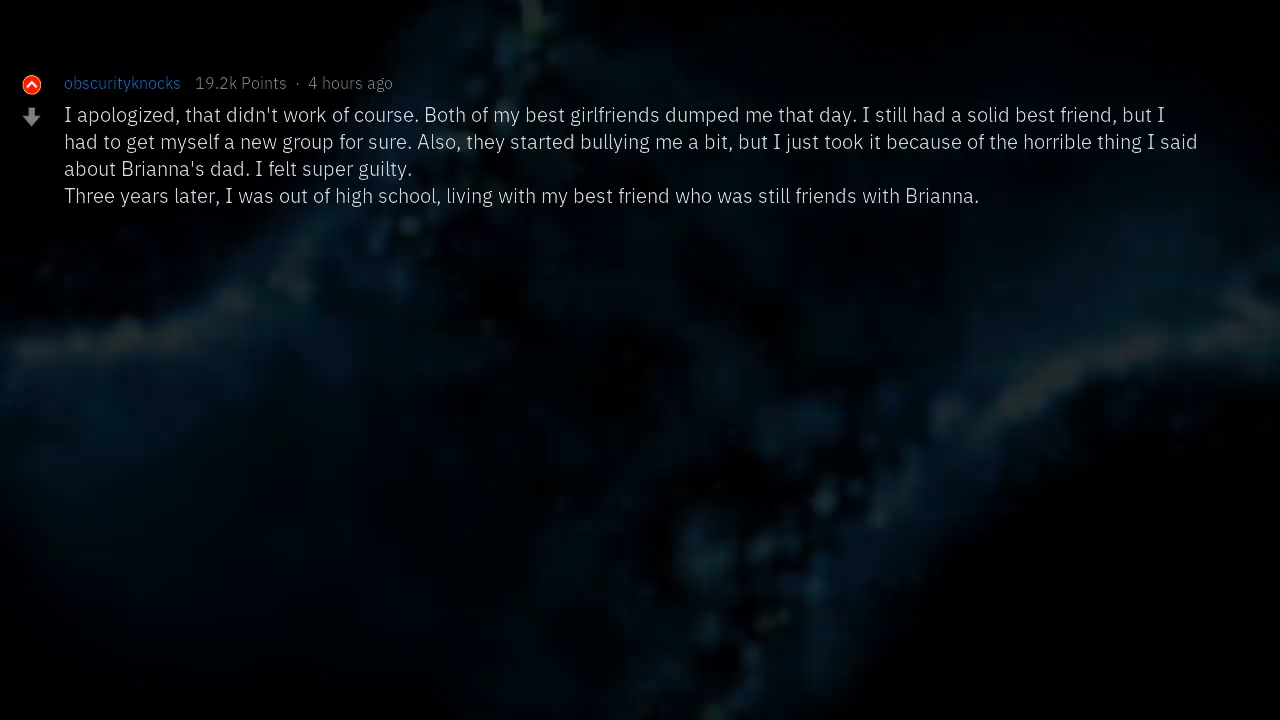 obscurityknocks 19.2k Points · 4 hours ago
I apologized, that didn't work of course. Both of my best girlfriends dumped me that day. I still had a solid best friend, but I
had to get myself a new group for sure. Also, they started bullying me a bit, but I just took it because of the horrible thing I said
about Brianna's dad. I felt super guilty.
Three years later, I was out of high school, living with my best friend who was still friends with Brianna.